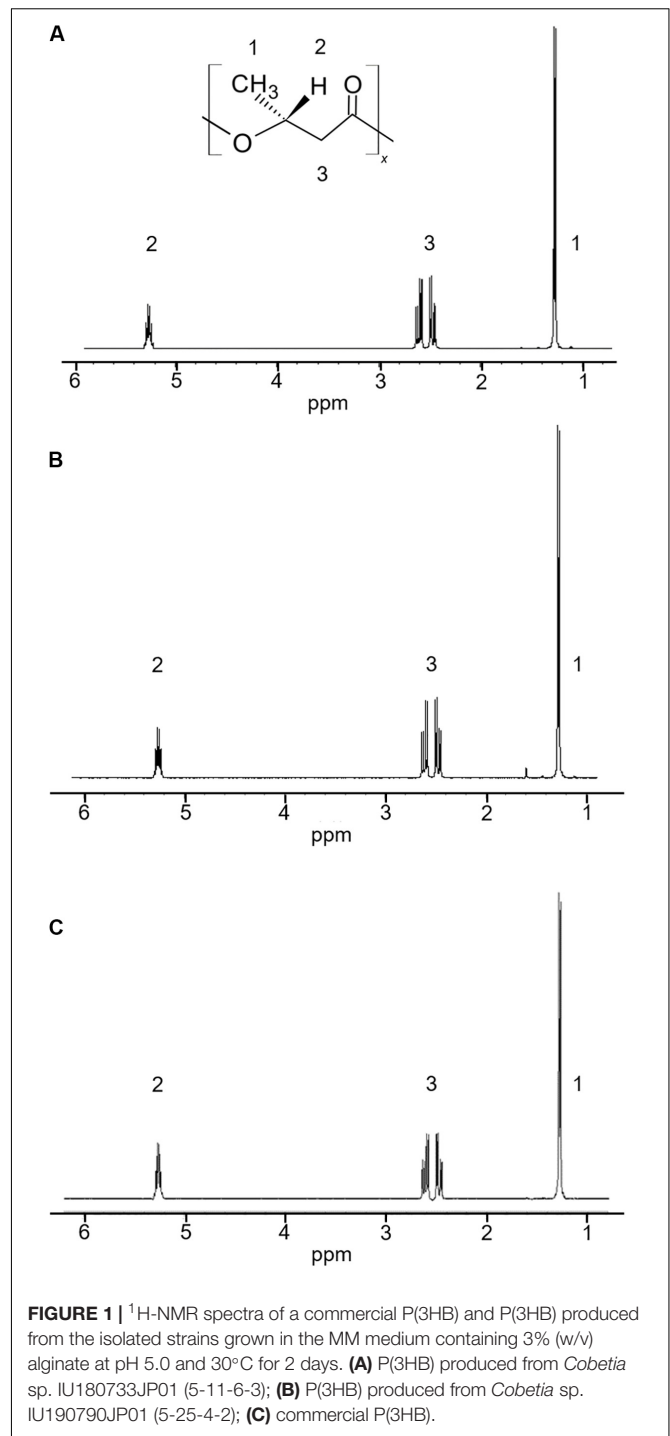 A
1 2
CH3 H O
O
x
3
2 3 1
6 5 4 3 2 1
ppm
B
2 3 1
6 5 4 3 2 1
ppm
C
2 3 1
6 5 4 3 2 1
ppm
FIGURE 1 | ¹H-NMR spectra of a commercial P(3HB) and P(3HB) produced
from the isolated strains grown in the MM medium containing 3% (w/v)
alginate at pH 5.0 and 30°C for 2 days. (A) P(3HB) produced from Cobetia
sp. IU180733JP01 (5-11-6-3); (B) P(3HB) produced from Cobetia sp.
IU190790JP01 (5-25-4-2); (C) commercial P(3HB).